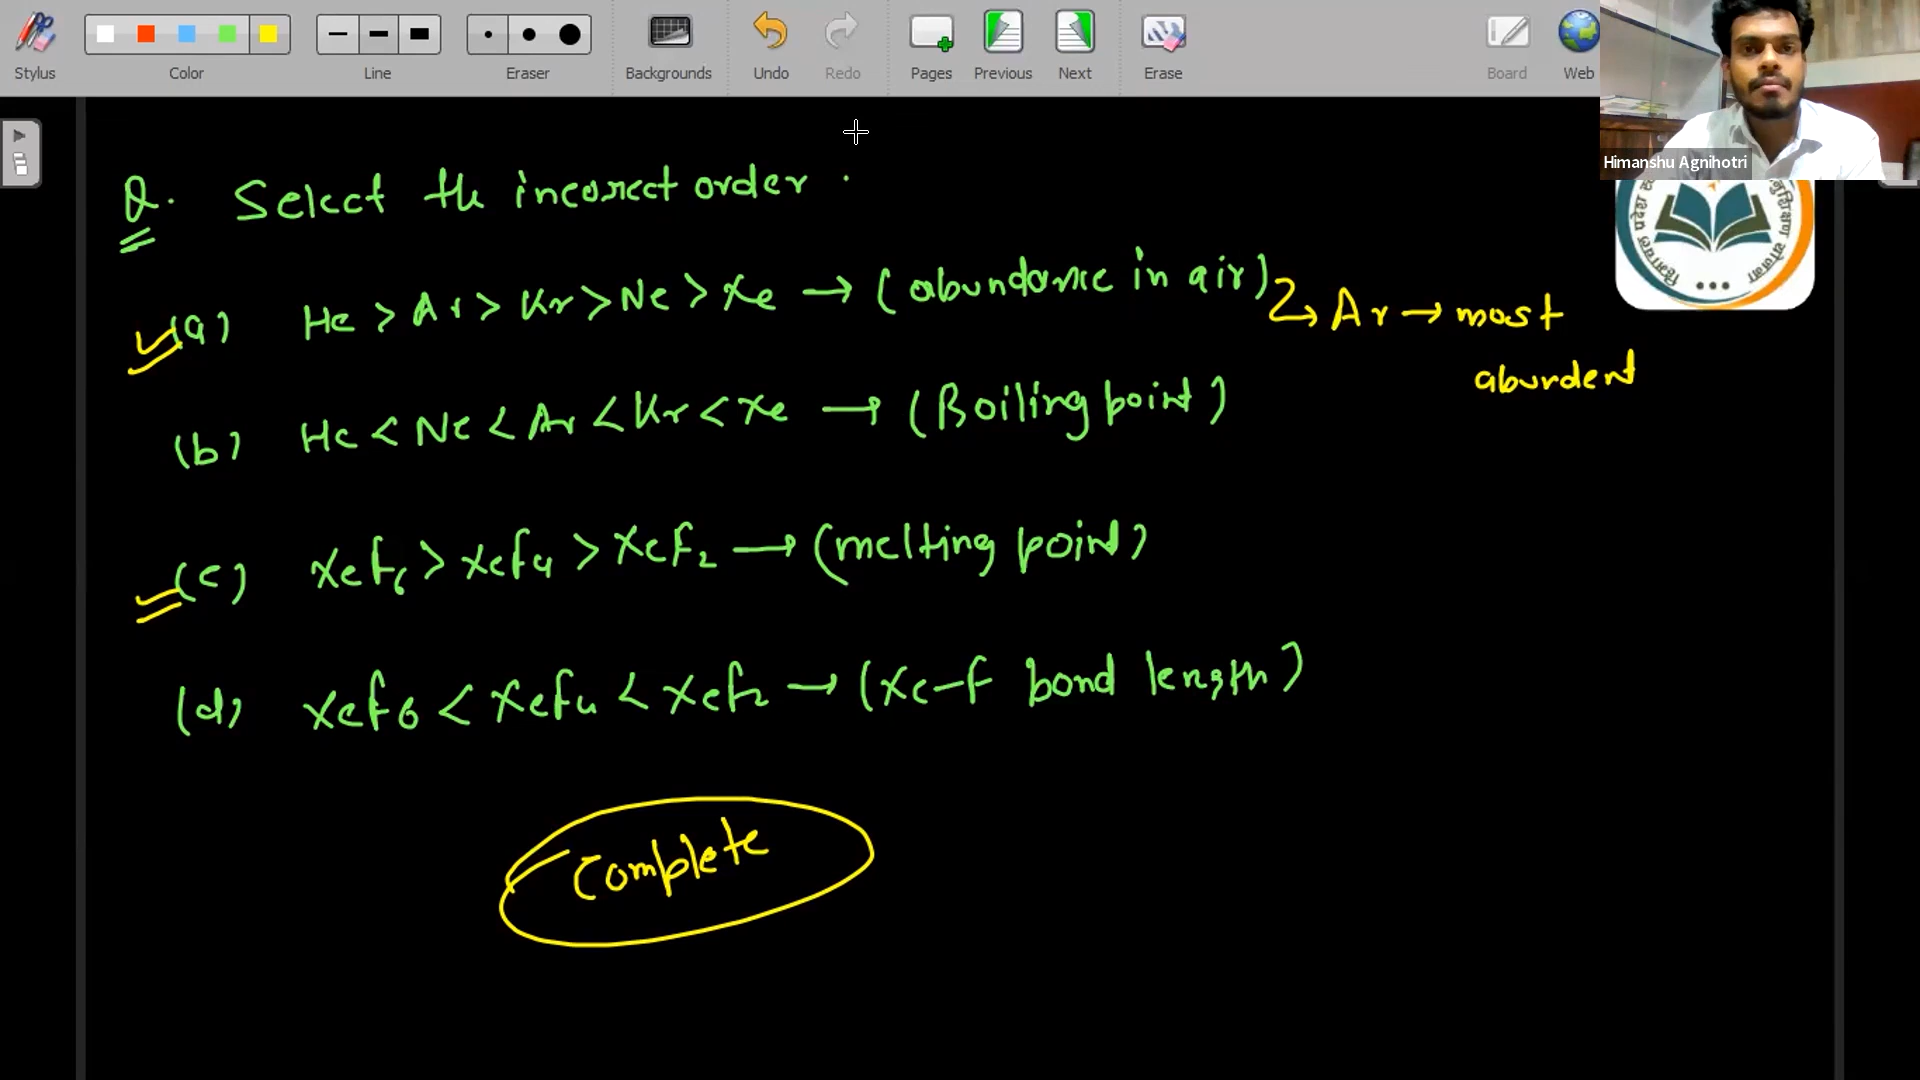 Stylus
Color
Line
Eraser
Backgrounds
Undo
Redo
Pages
Previous
Next
Erase
Board
Web
Himanshu Agnihotri
Q. Select the incorrect order.
(a) He > Ar > Kr > Ne > Xe → (abundance in air) → Ar → most
abundent
(b) He < Ne < Ar < Kr < Xe → (Boiling point)
(c) XeF₆ > XeF₄ > XeF₂ → (melting point)
(d) XeF6 < XeF₄ < XeF₂ → (Xe-F bond length)
Complete